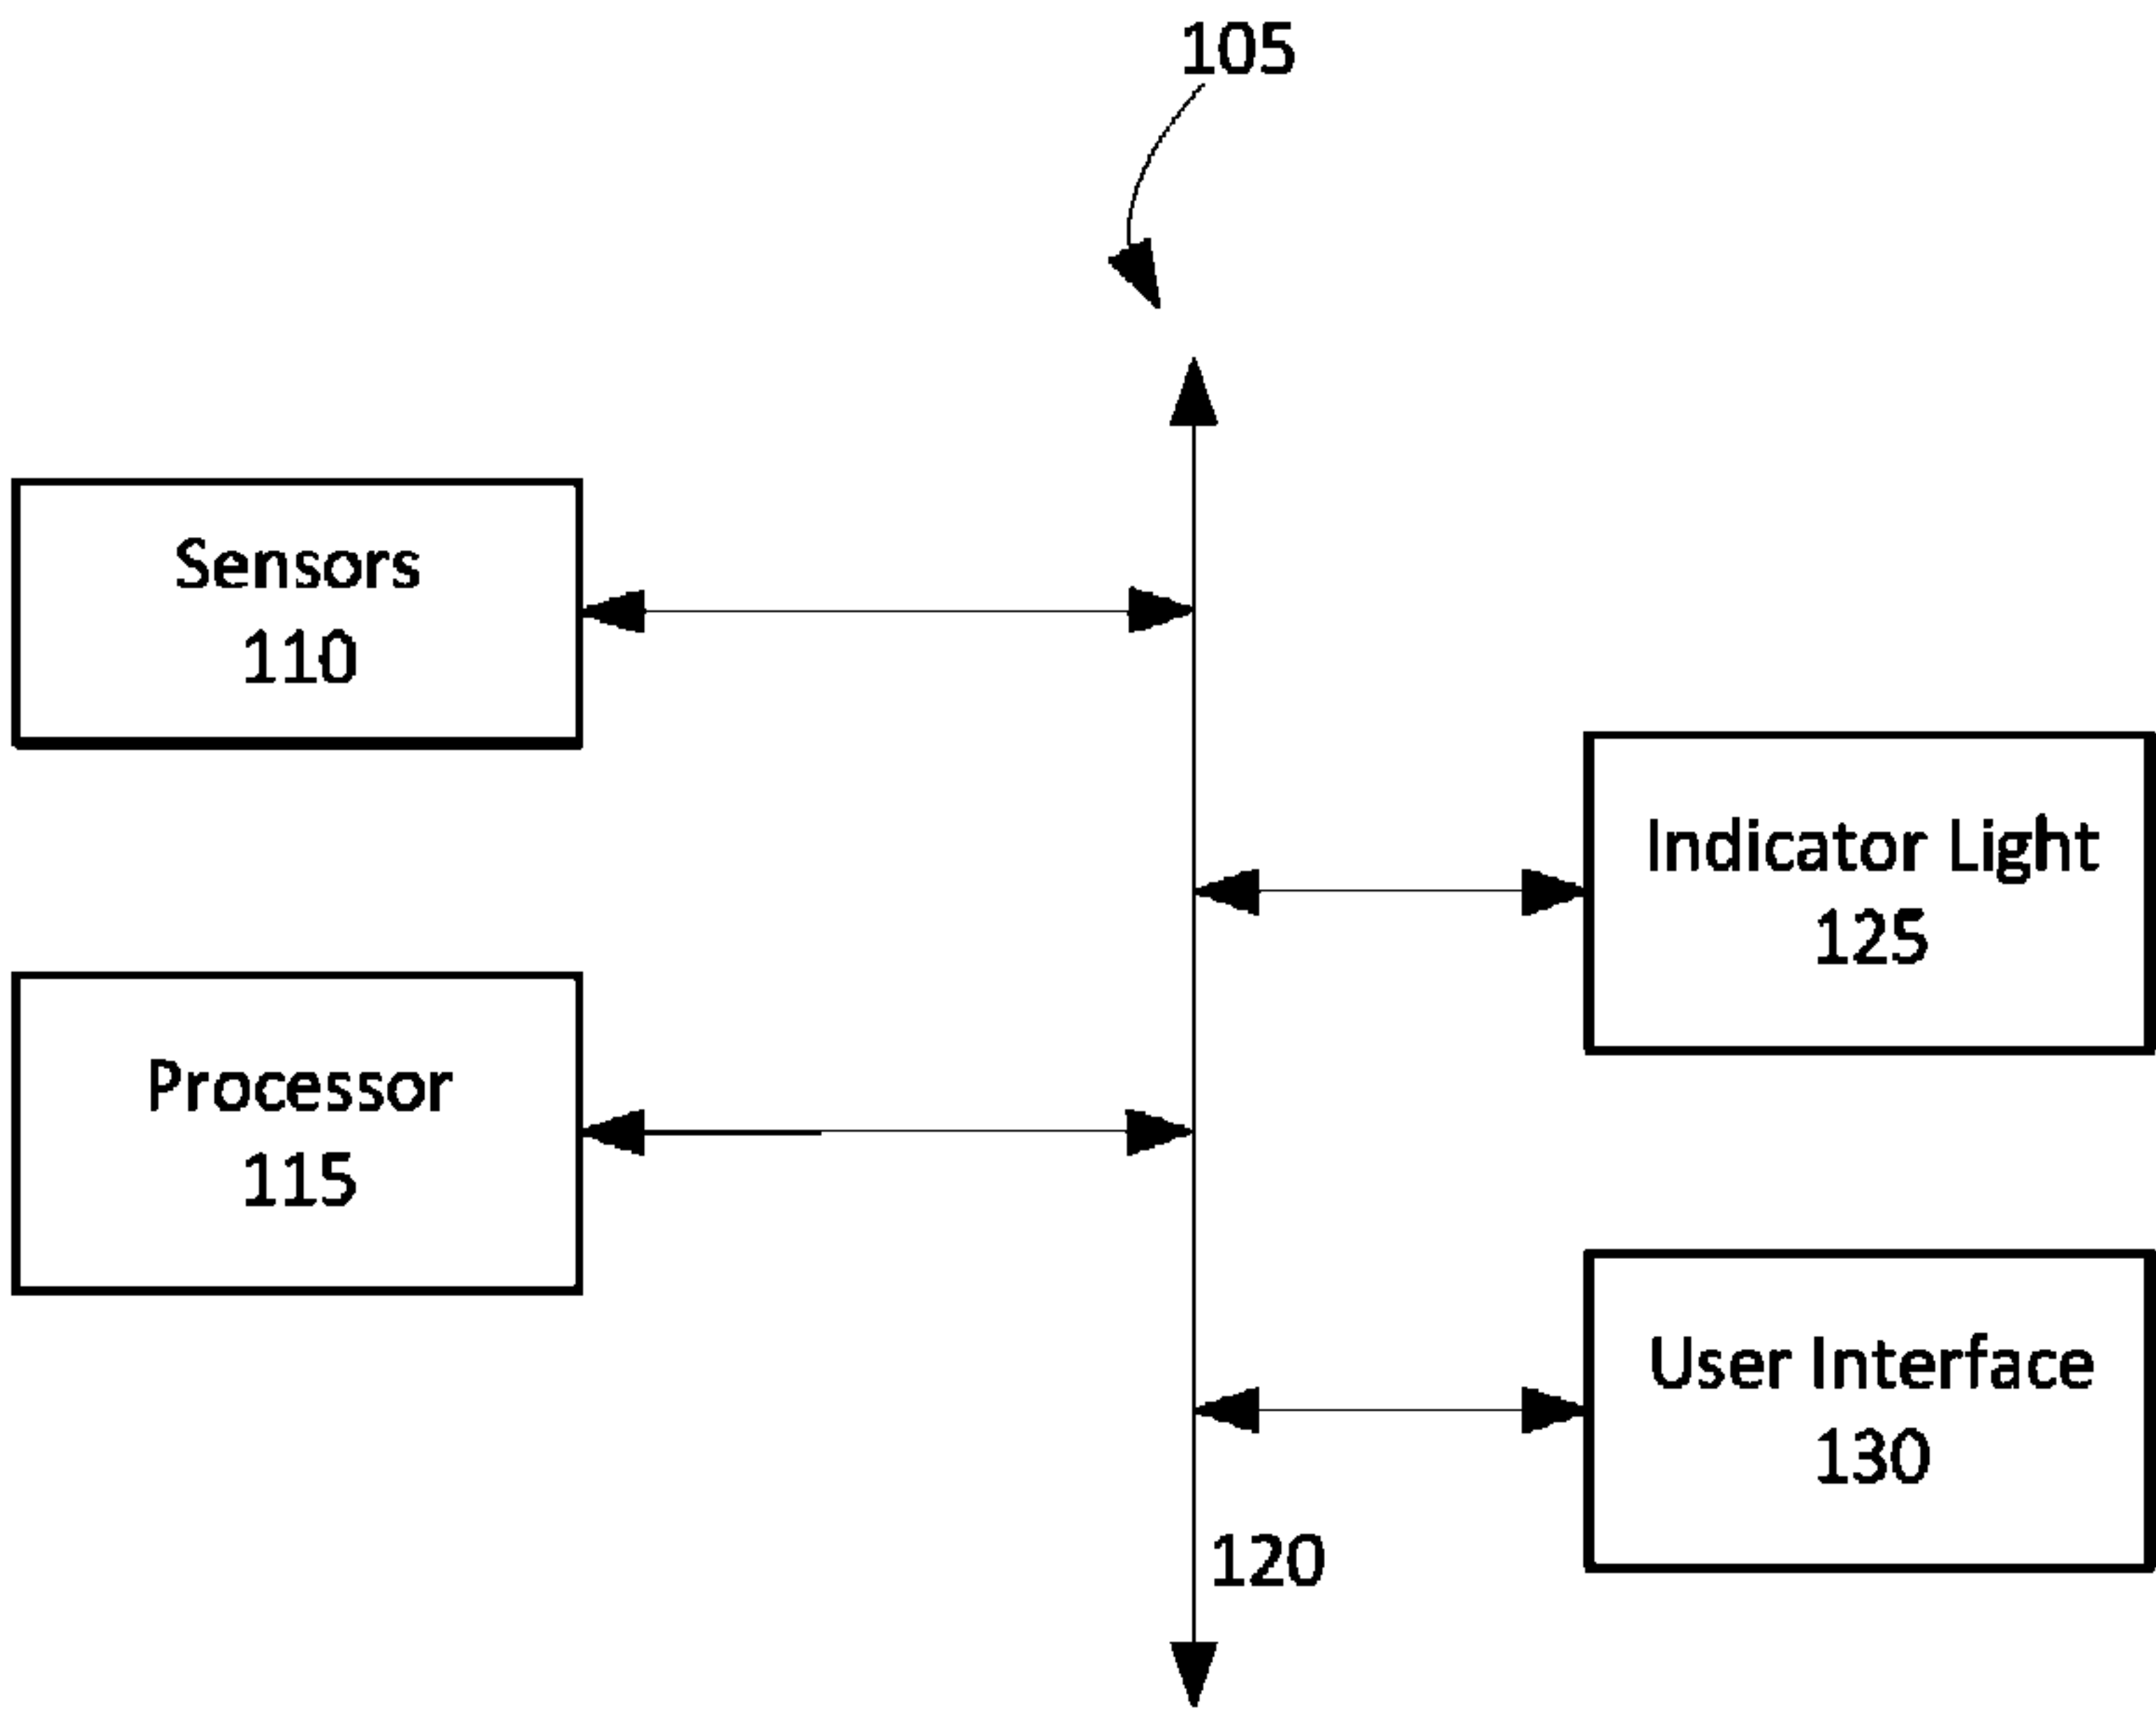 105
Sensors
110
Indicator Light
125
Processor
115
User Interface
130
120